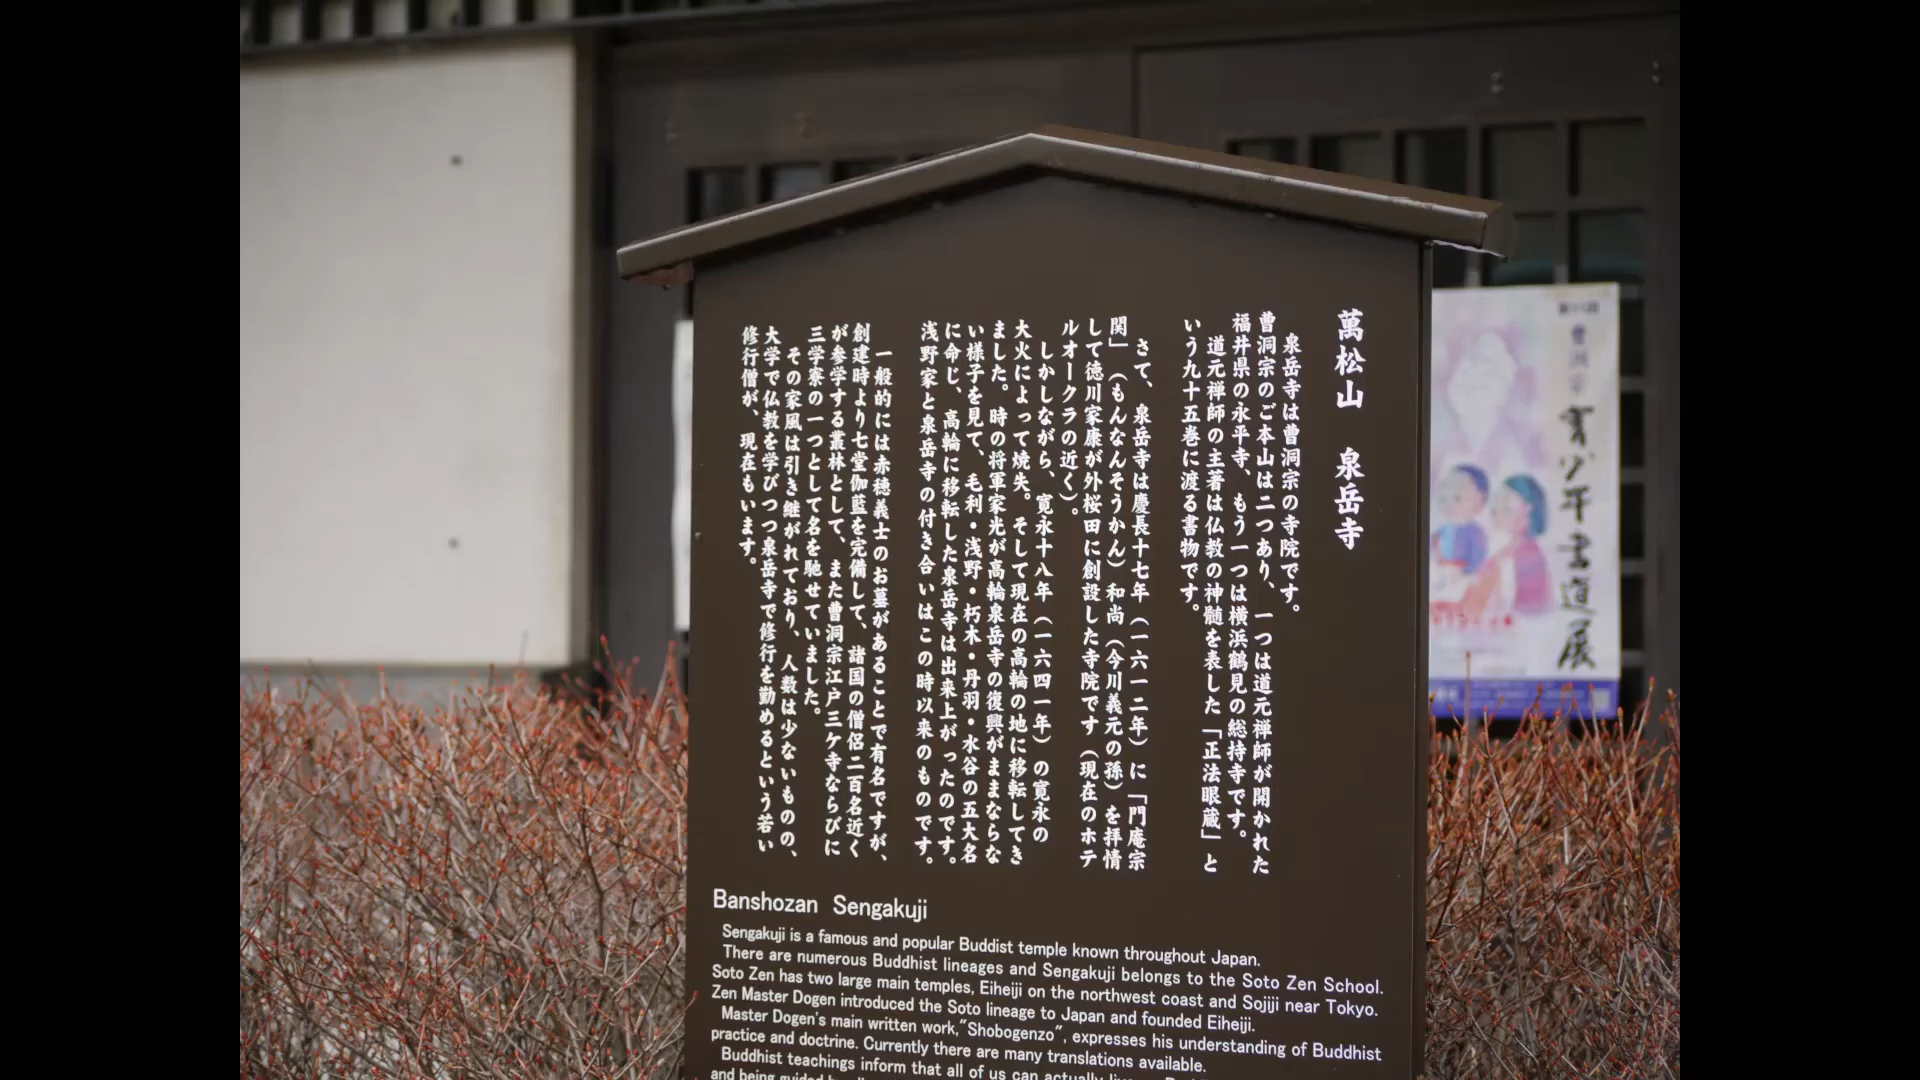 萬松山 泉岳寺
泉岳寺は曹洞宗の寺院です。
曹洞宗のご本山は二つあり、一つは道元禅師が開かれた
福井県の永平寺、もう一つは横浜鶴見の総持寺です。
道元禅師の主著は仏教の神髄を表した「正法眼蔵」と
いう九十五巻に渡る書物です。
さて、泉岳寺は慶長十七年(一六一二年)に「門庵宗
関」(もんなんそうかん)和尚(今川義元の孫)を拝情
して徳川家康が外桜田に創設した寺院です(現在のホテ
ルオークラの近く)。
しかしながら、寛永十八年(一六四一年)の寛永の
大火によって焼失。そして現在の高輪の地に移転してき
ました。時の将軍家光が高輪泉岳寺の復興がままならな
い様子を見て、毛利・浅野・朽木・丹羽・水谷の五大名
に命じ、高輪に移転した泉岳寺は出来上がったのです。
浅野家と泉岳寺の付き合いはこの時以来のものです。
一般的には赤穂義士のお墓があることで有名ですが、
創建時より七堂伽藍を完備して、諸国の僧侶二百名近く
が参学する叢林として、また曹洞宗江戸三ケ寺ならびに
三学寮の一つとして名を馳せていました。
その家風は引き継がれており、人数は少ないものの、
大学で仏教を学びつつ泉岳寺で修行を勤めるという若い
修行僧が、現在もいます。
Banshozan Sengakuji
Sengakuji is a famous and popular Buddist temple known throughout Japan.
There are numerous Buddhist lineages and Sengakuji belongs to the Soto Zen School.
Soto Zen has two large main temples, Eiheiji on the northwest coast and Sojiji near Tokyo.
Zen Master Dogen introduced the Soto lineage to Japan and founded Eiheiji.
Master Dogen's main written work,"Shobogenzo", expresses his understanding of Buddhist
practice and doctrine. Currently there are many translations available.
Buddhist teachings inform that all of us can actually
and being guided
曹洞宗 青少年書道展